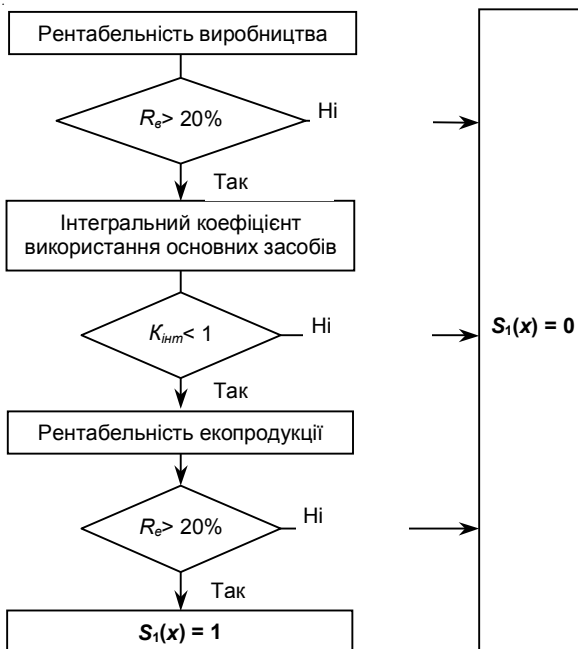 Рентабельність виробництва
Rв> 20%
Ні
Так
Інтегральний коефіцієнт
використання основних засобів
Kінт< 1
Ні
S1(x) = 0
Так
Рентабельність екопродукції
Rе> 20%
Ні
Так
S1(x) = 1